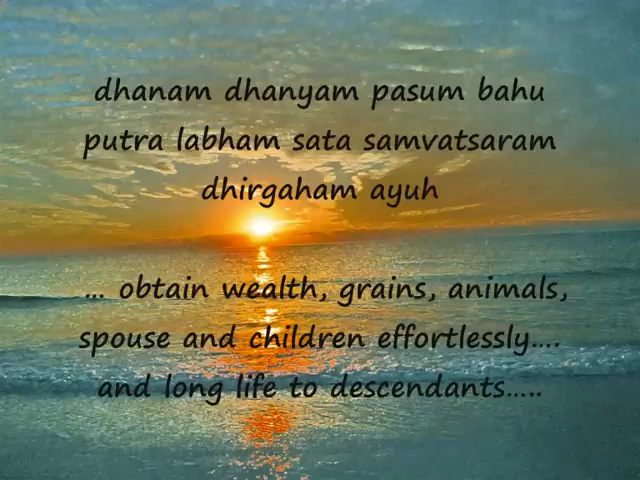 dhanam dhanyam pasum bahu
putra labham sata samvatsaram
dhirgaham ayuh
... obtain wealth, grains, animals,
spouse and children effortlessly....
and long life to descendants.....